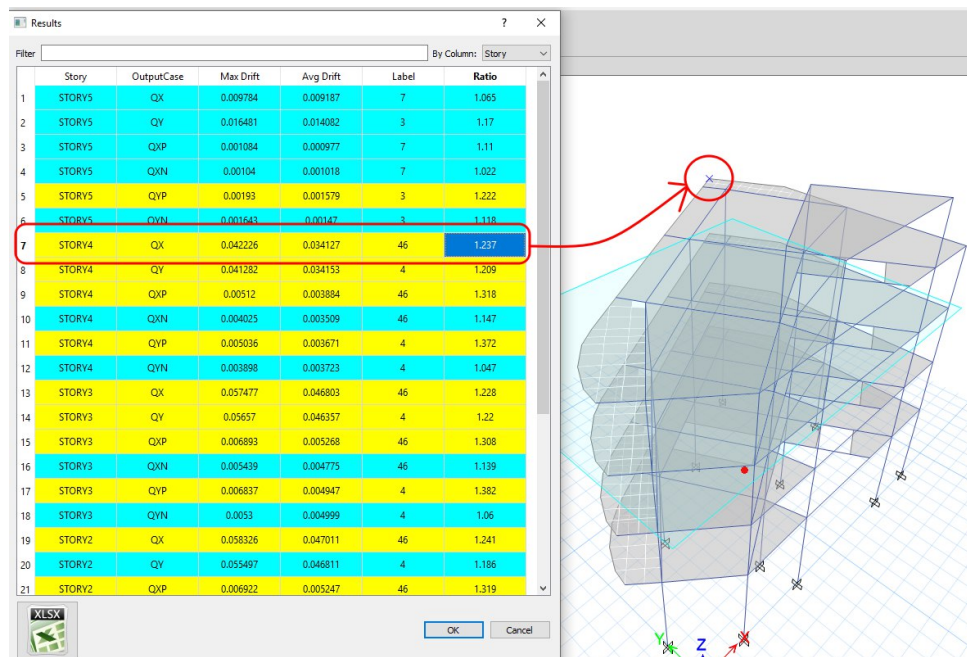 Results ? ×
Filter By Column: Story
Story OutputCase Max Drift Avg Drift Label Ratio
1 STORY5 QX 0.009784 0.009187 7 1.065
2 STORY5 QY 0.016481 0.014082 3 1.17
3 STORY5 QXP 0.001084 0.000977 7 1.11
4 STORY5 QXN 0.00104 0.001018 7 1.022
5 STORY5 QYP 0.00193 0.001579 3 1.222
6 STORY5 QYN 0.001643 0.00147 3 1.118
7 STORY4 QX 0.042226 0.034127 46 1.237
8 STORY4 QY 0.041282 0.034153 4 1.209
9 STORY4 QXP 0.00512 0.003884 46 1.318
10 STORY4 QXN 0.004025 0.003509 46 1.147
11 STORY4 QYP 0.005036 0.003671 4 1.372
12 STORY4 QYN 0.003898 0.003723 4 1.047
13 STORY3 QX 0.057477 0.046803 46 1.228
14 STORY3 QY 0.05657 0.046357 4 1.22
15 STORY3 QXP 0.006893 0.005268 46 1.308
16 STORY3 QXN 0.005439 0.004775 46 1.139
17 STORY3 QYP 0.006837 0.004947 4 1.382
18 STORY3 QYN 0.0053 0.004999 4 1.06
19 STORY2 QX 0.058326 0.047011 46 1.241
20 STORY2 QY 0.055497 0.046811 4 1.186
21 STORY2 QXP 0.006922 0.005247 46 1.319
XLSX
OK Cancel
Y Z X